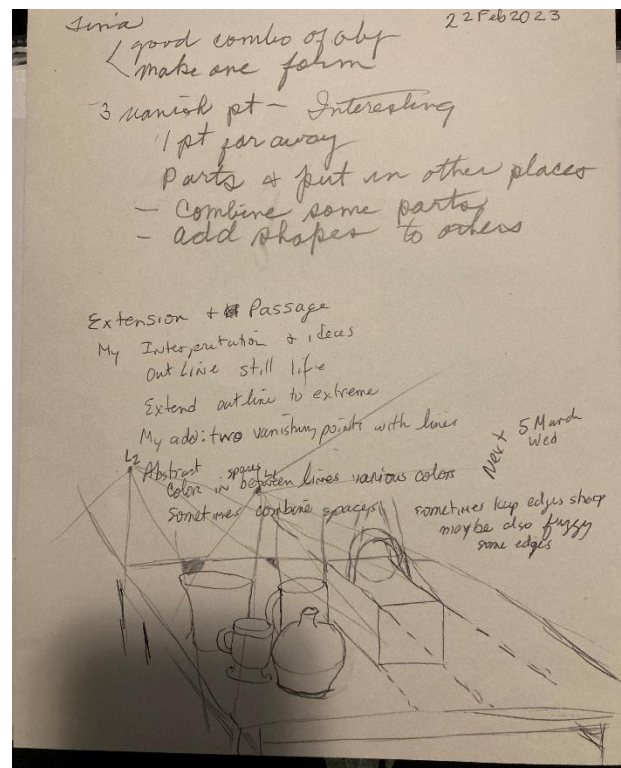 22 Feb 2023
good combo of obj
make one form
3 vanish pt - Interesting
1 pt far away
Parts & put in other places
- Combine some parts
- add shapes to others
Extension + Passage
My Interpretation & ideas
Out Line still life
Extend outline to extreme
My add: two vanishing points with lines
Next 5 March
Wed
L2
Abstract spaces
Color in between lines various colors
Sometimes combine spaces
sometimes keep edges sharp
maybe also fuzzy
some edges